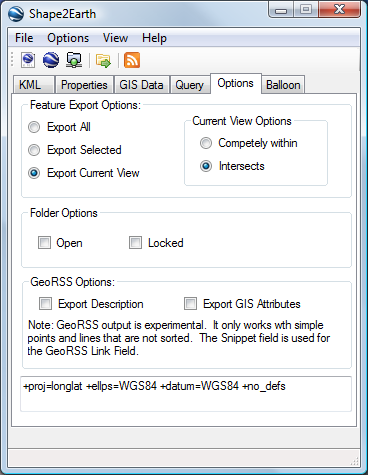 Shape2Earth
File Options View Help
KML Properties GIS Data Query Options Balloon
Feature Export Options:
Export All
Export Selected
Export Current View
Current View Options
Competely within
Intersects
Folder Options
Open Locked
GeoRSS Options:
Export Description Export GIS Attributes
Note: GeoRSS output is experimental. It only works wth simple
points and lines that are not sorted. The Snippet field is used for
the GeoRSS Link Field.
+proj=longlat +ellps=WGS84 +datum=WGS84 +no_defs